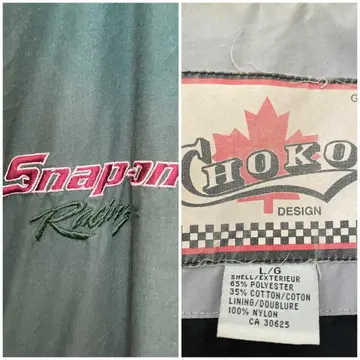 Snap-on
Racing
CHOKO
DESIGN
L/G
SHELL/EXTERIEUR
65% POLYESTER
35% COTTON/COTON
LINING/DOUBLURE
100% NYLON
CA 30625